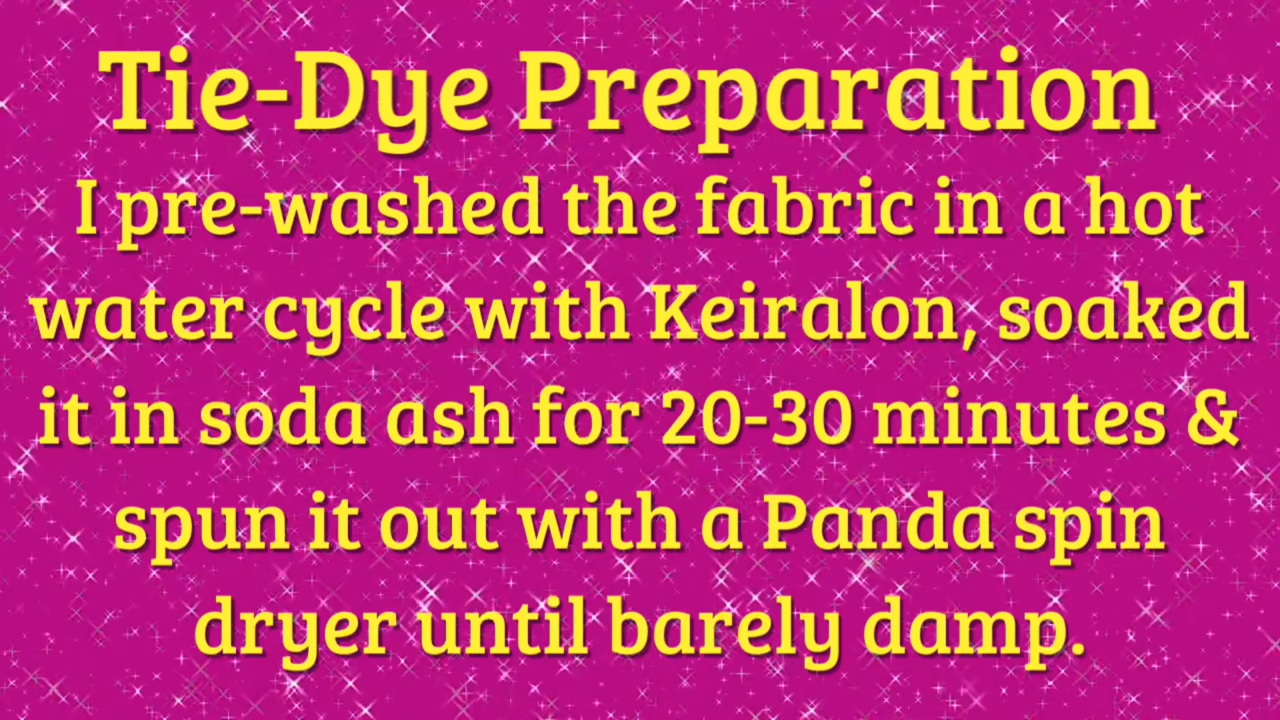 Tie-Dye Preparation
I pre-washed the fabric in a hot
water cycle with Keiralon, soaked
it in soda ash for 20-30 minutes &
spun it out with a Panda spin
dryer until barely damp.